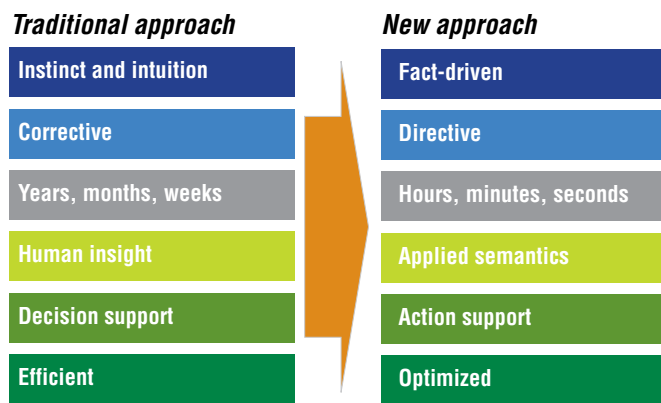 Traditional approach
Instinct and intuition
Corrective
Years, months, weeks
Human insight
Decision support
Efficient
New approach
Fact-driven
Directive
Hours, minutes, seconds
Applied semantics
Action support
Optimized